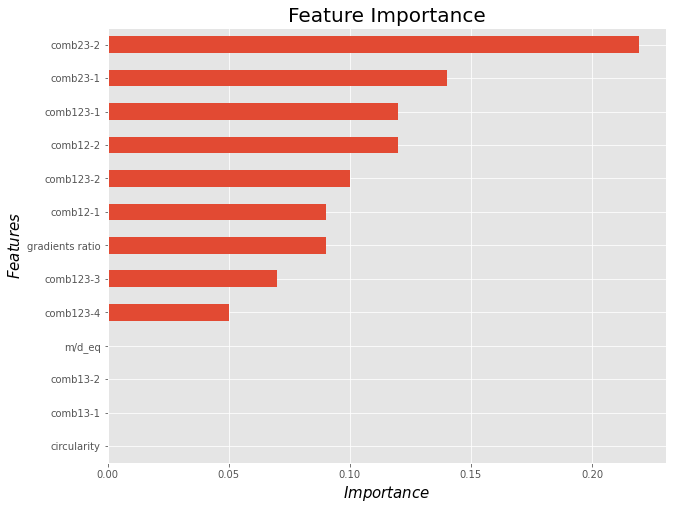 Feature Importance
comb23-2
comb23-1
comb123-1
comb12-2
comb123-2
comb12-1
gradients ratio
comb123-3
comb123-4
m/d_eq
comb13-2
comb13-1
circularity
Features
0.00 0.05 0.10 0.15 0.20
Importance